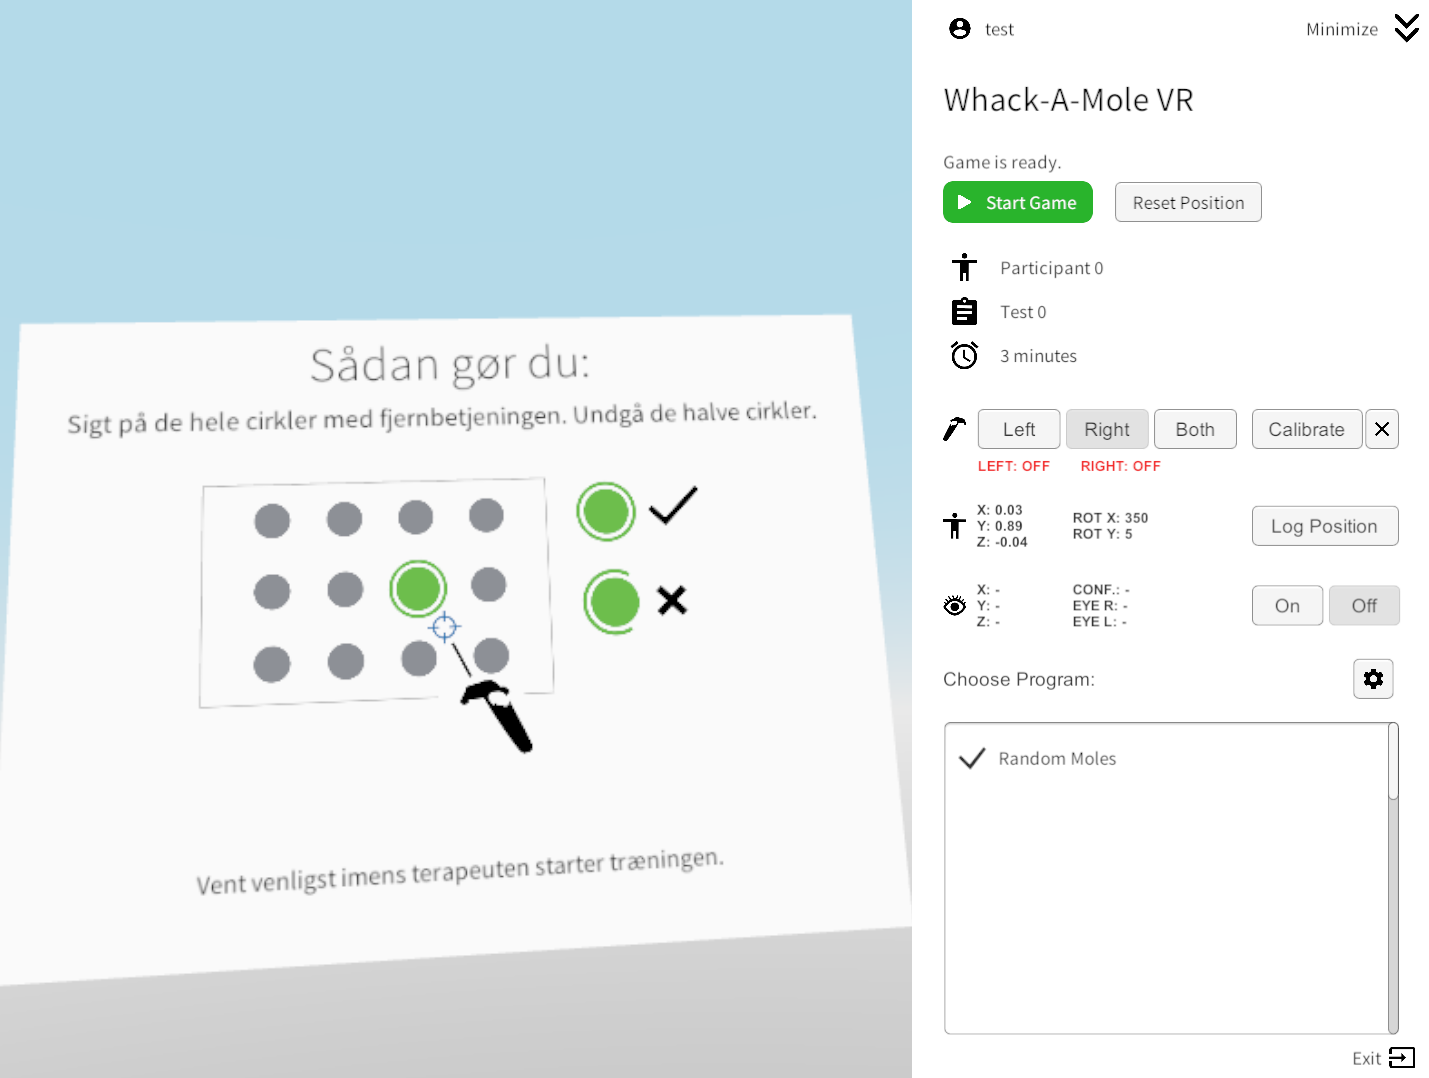 Sådan gør du:
Sigt på de hele cirkler med fjernbetjeningen. Undgå de halve cirkler.
Vent venligst imens terapeuten starter træningen.
test
Minimize
Whack-A-Mole VR
Game is ready.
Start Game
Reset Position
Participant 0
Test 0
3 minutes
Left
Right
Both
Calibrate
LEFT: OFF
RIGHT: OFF
X: 0.03
Y: 0.89
Z: -0.04
ROT X: 350
ROT Y: 5
Log Position
X: -
Y: -
Z: -
CONF.: -
EYE R: -
EYE L: -
On
Off
Choose Program:
Random Moles
Exit